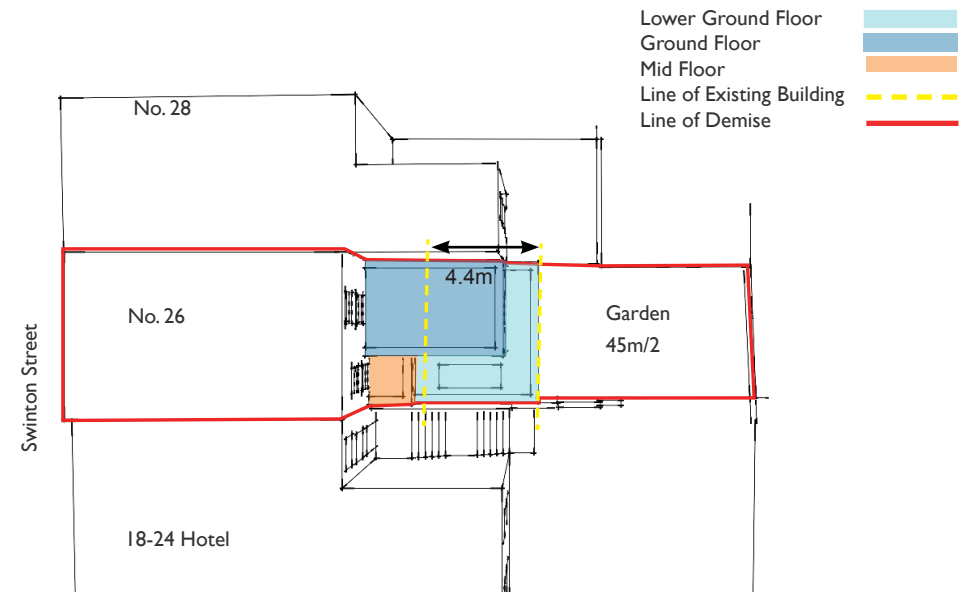 Lower Ground Floor
Ground Floor
Mid Floor
Line of Existing Building
Line of Demise
No. 28
4.4m
No. 26
Garden
45m/2
Swinton Street
18-24 Hotel